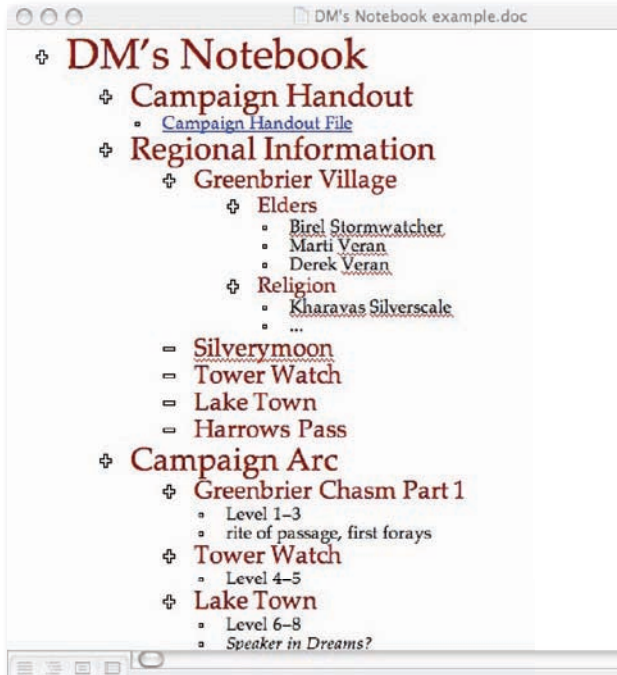 DM's Notebook example.doc
DM's Notebook
Campaign Handout
Campaign Handout File
Regional Information
Greenbrier Village
Elders
Birel Stormwatcher
Marti Veran
Derek Veran
Religion
Kharavas Silverscale
...
Silverymoon
Tower Watch
Lake Town
Harrows Pass
Campaign Arc
Greenbrier Chasm Part 1
Level 1–3
rite of passage, first forays
Tower Watch
Level 4–5
Lake Town
Level 6–8
Speaker in Dreams?